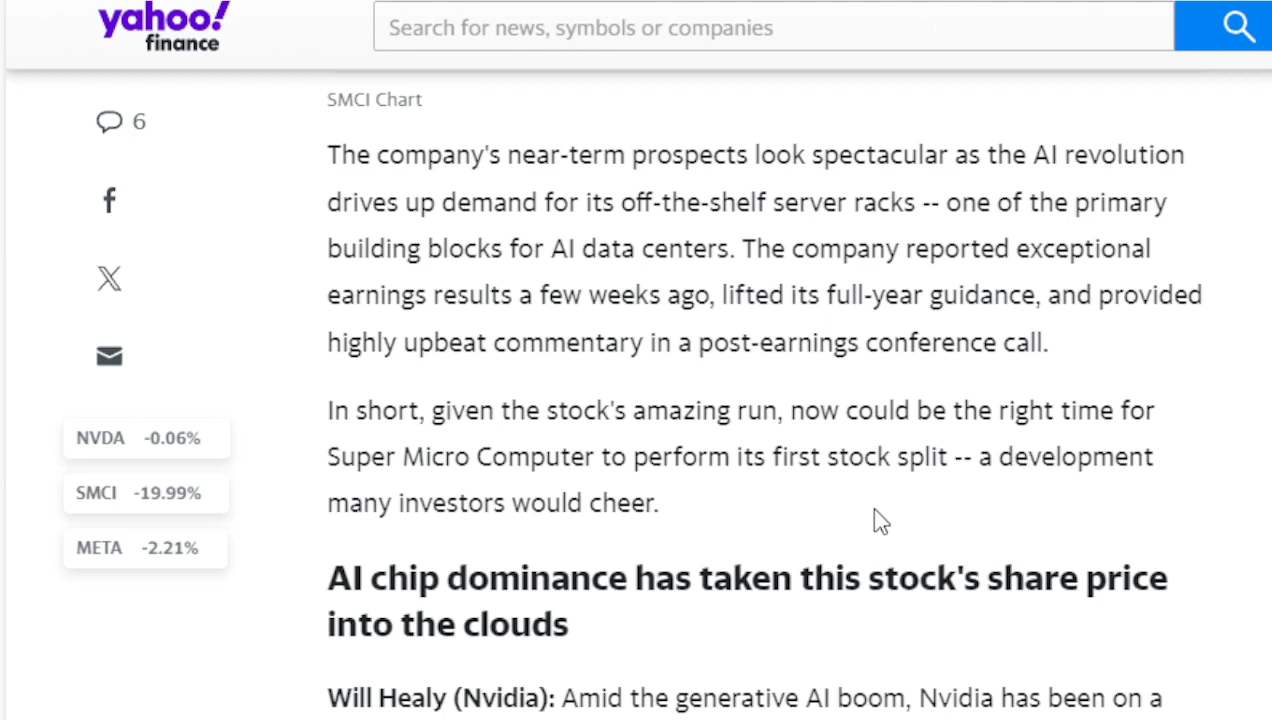 yahoo!
finance
Search for news, symbols or companies
6
NVDA -0.06%
SMCI -19.99%
META -2.21%
SMCI Chart
The company's near-term prospects look spectacular as the AI revolution
drives up demand for its off-the-shelf server racks -- one of the primary
building blocks for AI data centers. The company reported exceptional
earnings results a few weeks ago, lifted its full-year guidance, and provided
highly upbeat commentary in a post-earnings conference call.
In short, given the stock's amazing run, now could be the right time for
Super Micro Computer to perform its first stock split -- a development
many investors would cheer.
AI chip dominance has taken this stock's share price
into the clouds
Will Healy (Nvidia): Amid the generative AI boom, Nvidia has been on a